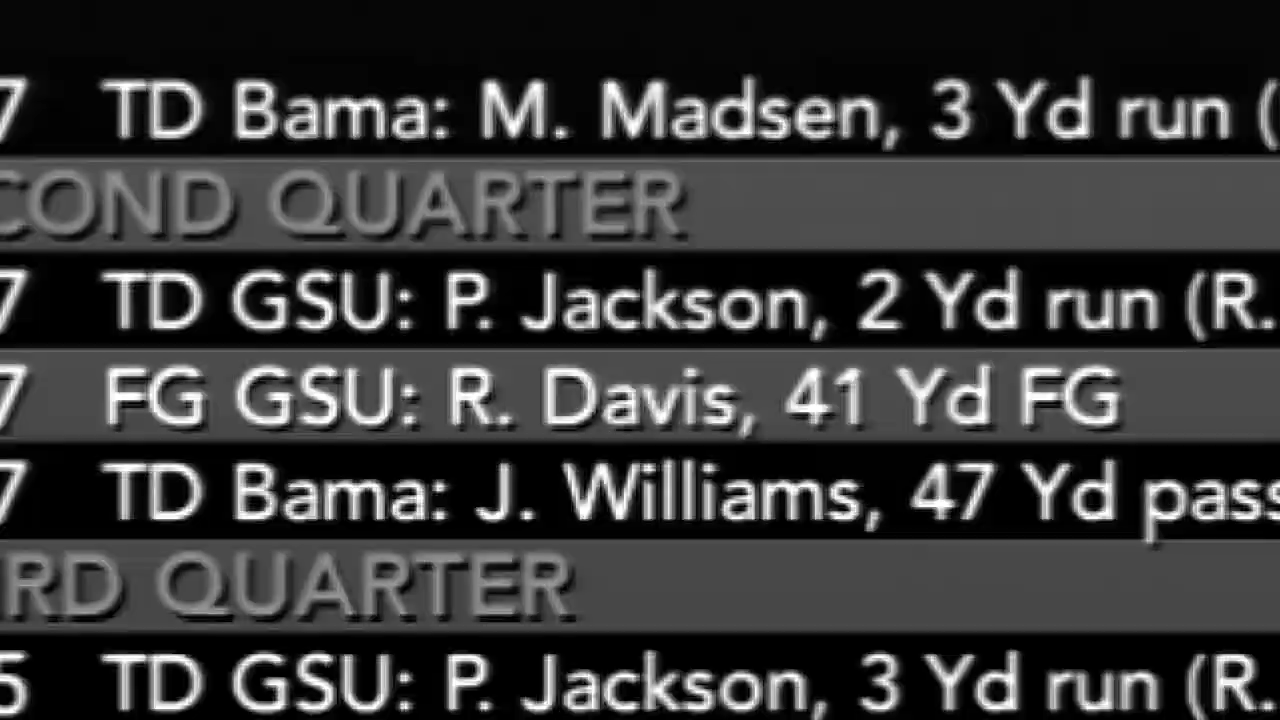 7 TD Bama: M. Madsen, 3 Yd run (
COND QUARTER
7 TD GSU: P. Jackson, 2 Yd run (R.
7 FG GSU: R. Davis, 41 Yd FG
7 TD Bama: J. Williams, 47 Yd pass
RD QUARTER
5 TD GSU: P. Jackson, 3 Yd run (R.